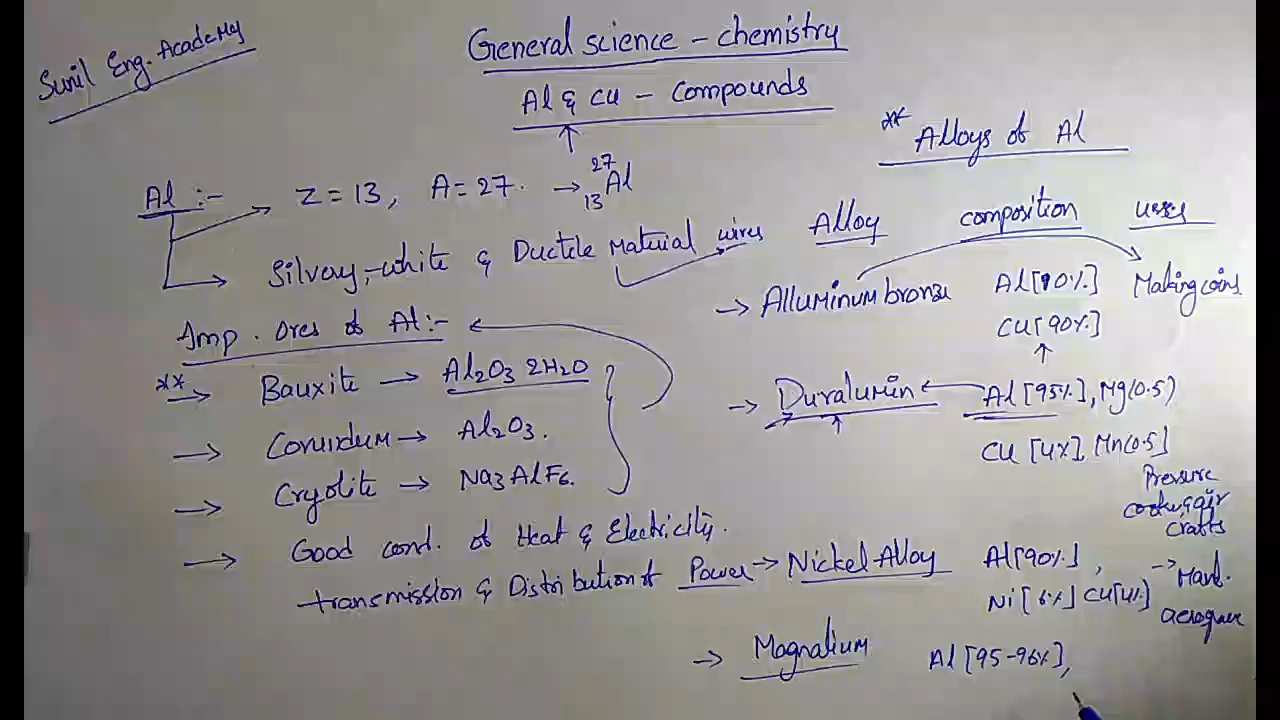 Sunil Eng. Academy
General science - chemistry
Al & Cu - Compounds
Al :- Z = 13, A = 27. → 27 13 Al
Silvery-white & Ductile Material wires
Imp. Ores of Al:-
** → Bauxite → Al2O3 2H2O
→ Corundum → Al2O3.
→ Cryolite → Na3AlF6.
→ Good cond. of Heat & Electricity.
transmission & Distribution of Power
** Alloys of Al
Alloy composition uses
→ Alluminum bronze Al [10%] Making coins
Cu [90%]
→ Duralumin Al [95%], Mg(0.5)
Cu [4%], Mn(0.5]
Pressure
cooker, air
crafts
→ Nickel Alloy Al [90%], →
Ni [6%] Cu[4%]
→ Magnalium Al [95-96%],